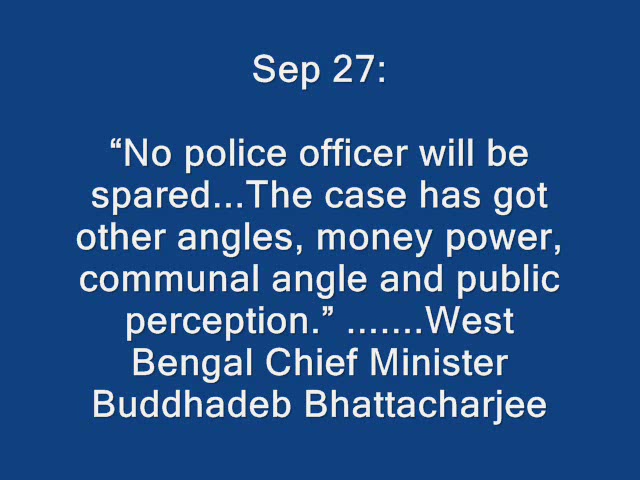 Sep 27:
“No police officer will be
spared...The case has got
other angles, money power,
communal angle and public
perception.” .......West
Bengal Chief Minister
Buddhadeb Bhattacharjee